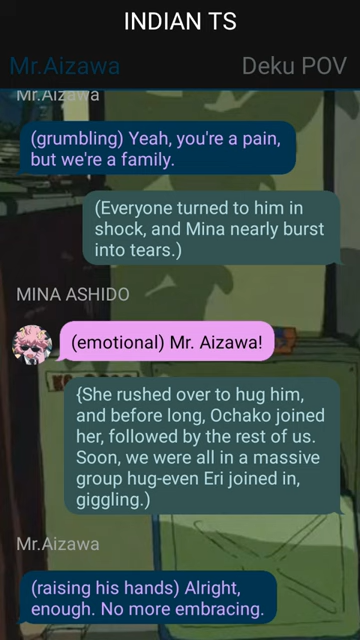 INDIAN TS
Mr.Aizawa
Deku POV
Mr.Aizawa
(grumbling) Yeah, you're a pain,
but we're a family.
(Everyone turned to him in
shock, and Mina nearly burst
into tears.)
MINA ASHIDO
(emotional) Mr. Aizawa!
{She rushed over to hug him,
and before long, Ochako joined
her, followed by the rest of us.
Soon, we were all in a massive
group hug-even Eri joined in,
giggling.)
Mr.Aizawa
(raising his hands) Alright,
enough. No more embracing.